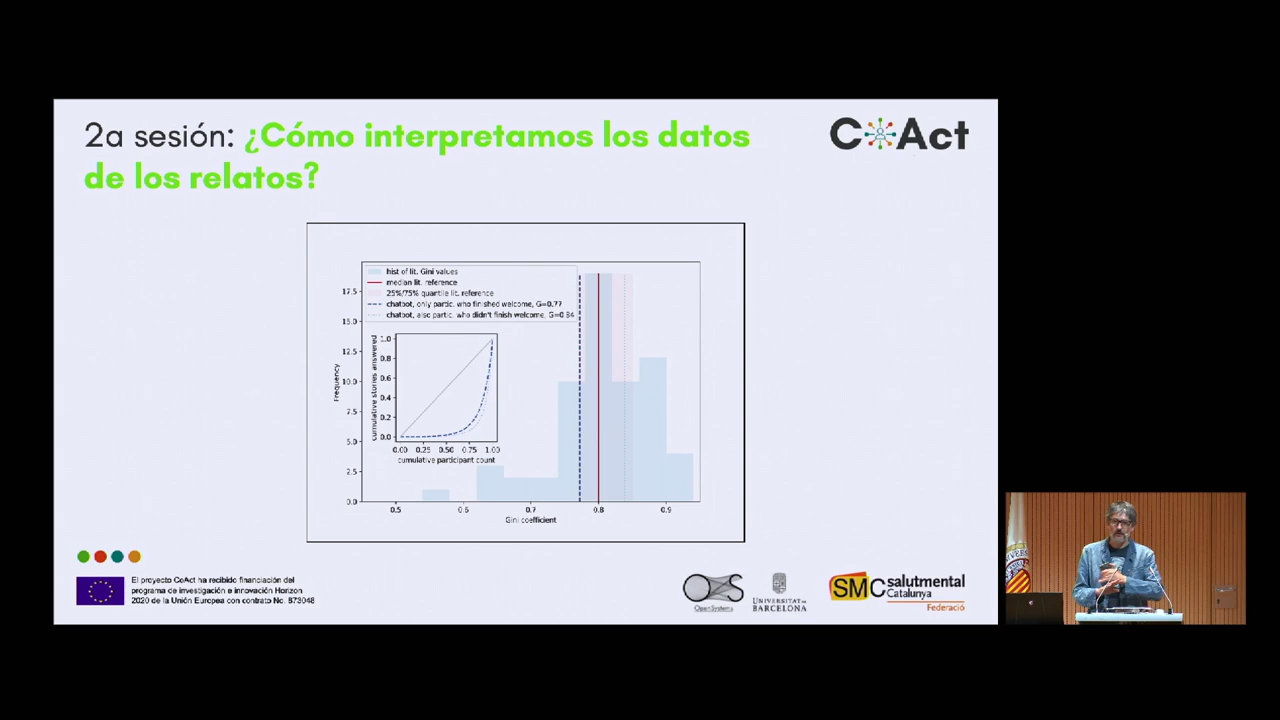 2a sesión: ¿Cómo interpretamos los datos
de los relatos?
C Act
hist of lit. Gini values
median lit. reference
25%/75% quantile lit. reference
chatbot, only partic. who finished welcome, G=0.77
chatbot, also partic. who didn't finish welcome, G=0.84
17.5
15.0
12.5
10.0
7.5
5.0
2.5
0.0
Frequency
1.0
0.8
0.6
0.4
0.2
0.0
cumulative stories answered
0.00 0.25 0.50 0.75 1.00
cumulative participant count
0.5 0.6 0.7 0.8 0.9
Gini coefficient
El proyecto CoAct ha recibido financiación del
programa de investigación e innovación Horizon
2020 de la Unión Europea con contrato No. 873048
OpenSystems
UNIVERSITAT DE
BARCELONA
SMC salutmental
Catalunya
Federació